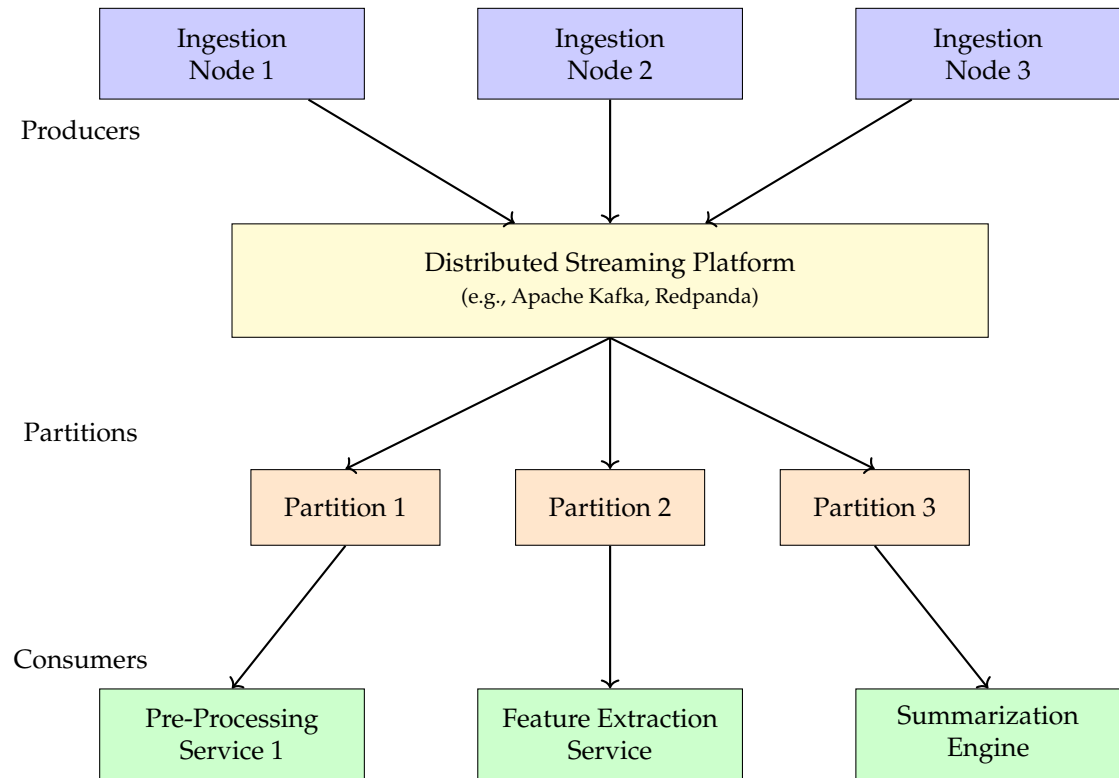 Ingestion
Node 1
Ingestion
Node 2
Ingestion
Node 3
Producers
Distributed Streaming Platform
(e.g., Apache Kafka, Redpanda)
Partitions
Partition 1
Partition 2
Partition 3
Consumers
Pre-Processing
Service 1
Feature Extraction
Service
Summarization
Engine